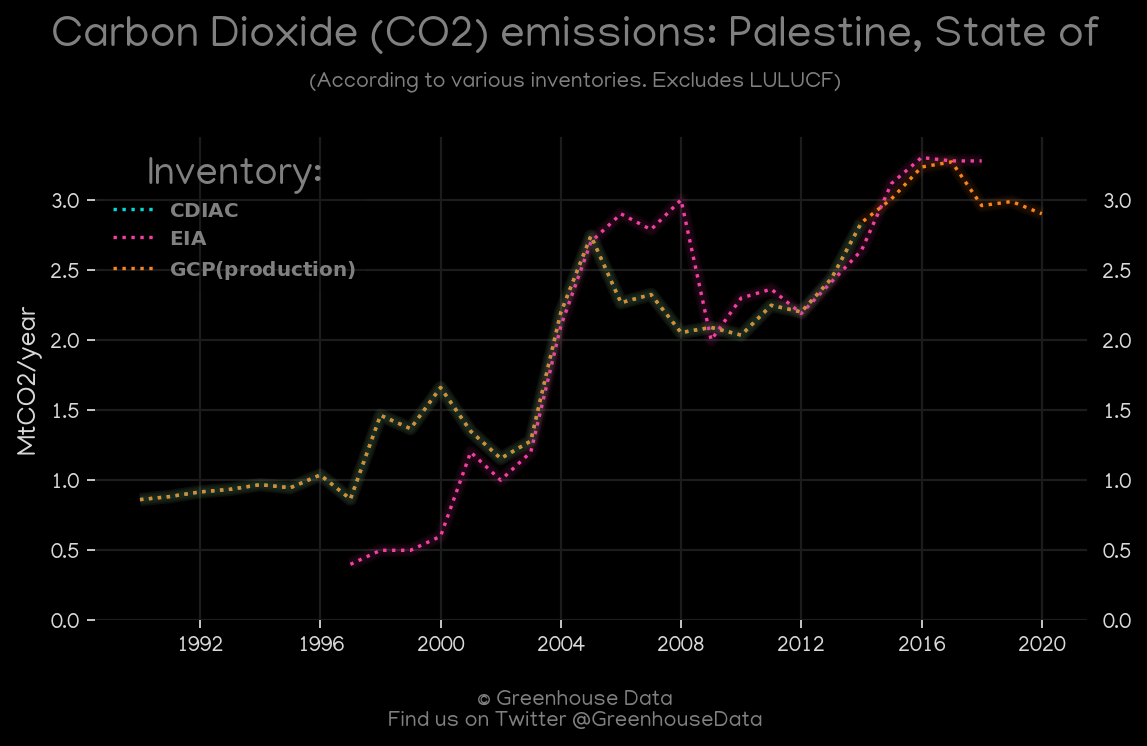 Carbon Dioxide (CO2) emissions: Palestine, State of
(According to various inventories. Excludes LULUCF)
Inventory:
CDIAC
EIA
GCP(production)
MtCO2/year
3.0
2.5
2.0
1.5
1.0
0.5
0.0
3.0
2.5
2.0
1.5
1.0
0.5
0.0
1992 1996 2000 2004 2008 2012 2016 2020
© Greenhouse Data
Find us on Twitter @GreenhouseData